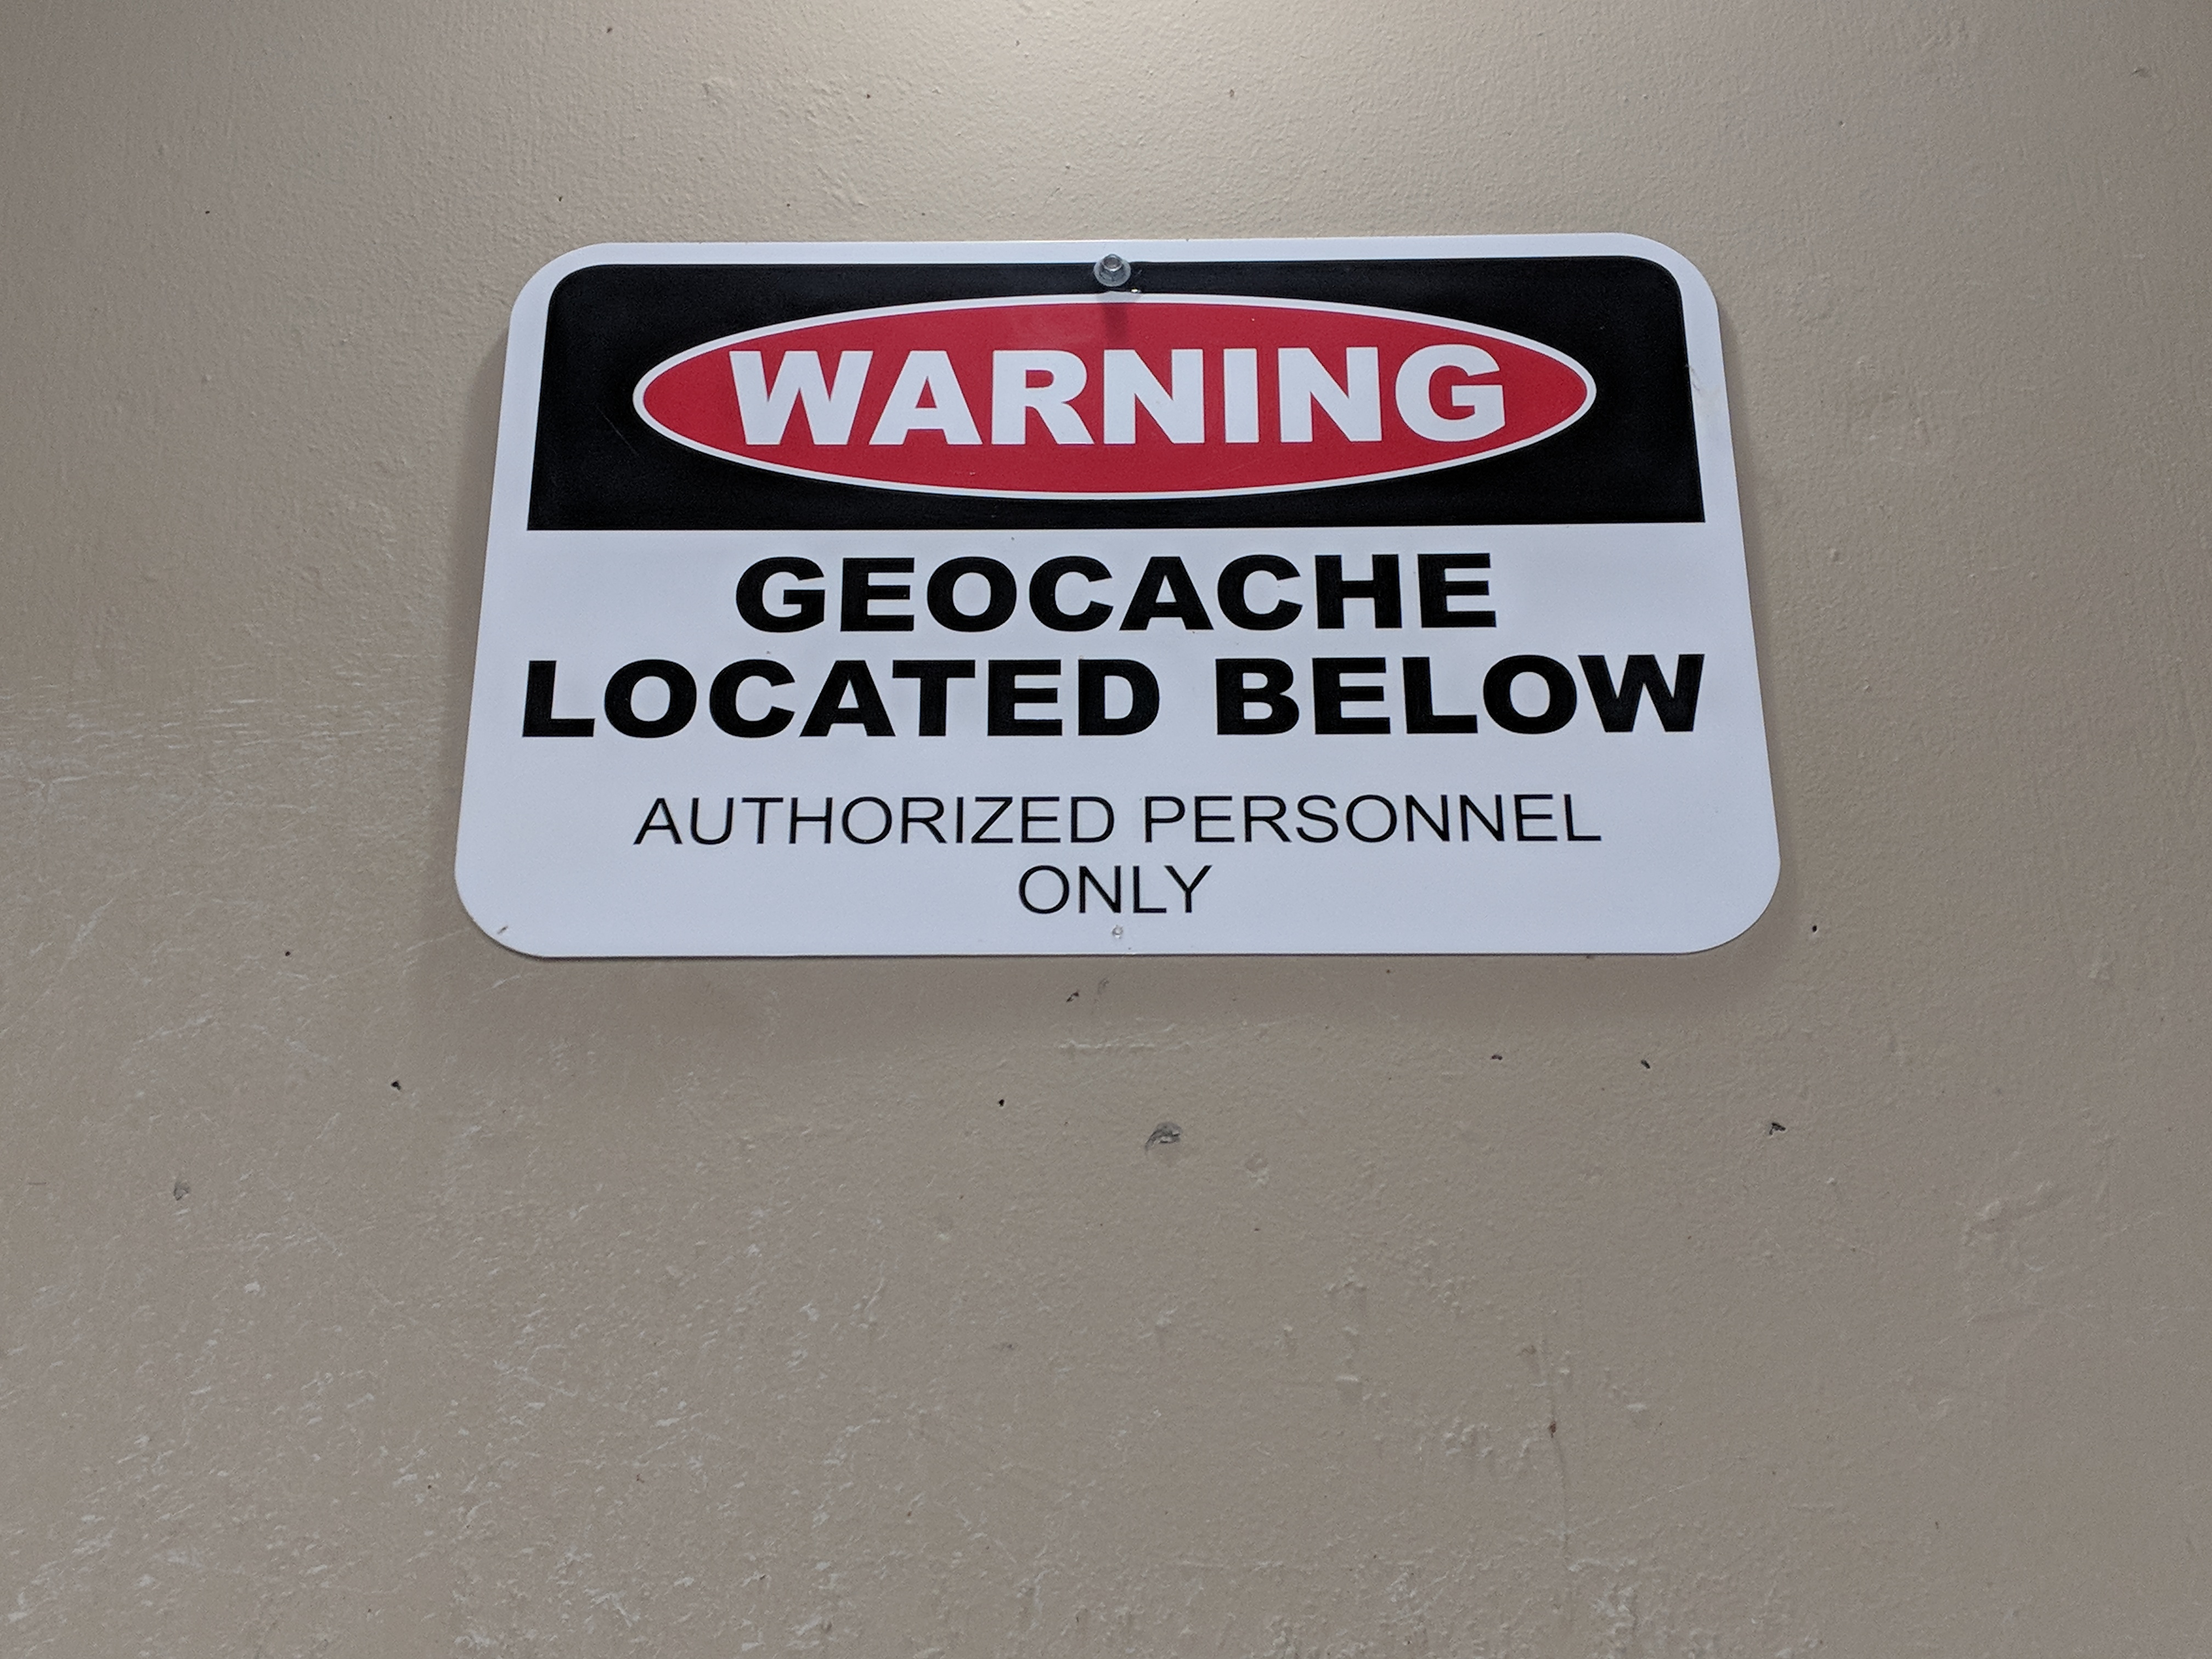 WARNING
GEOCACHE
LOCATED BELOW
AUTHORIZED PERSONNEL
ONLY